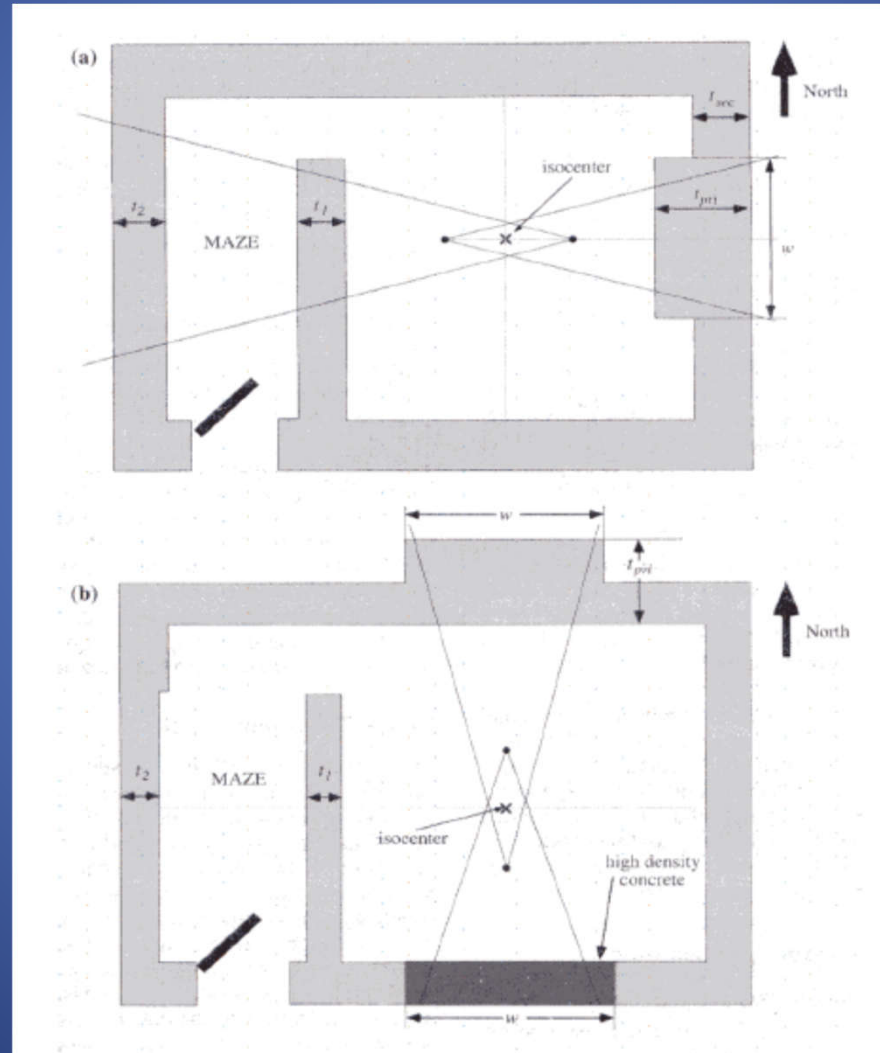 (a)
North
t_sec
isocenter
t_pri
t_2
t_1
MAZE
w
w
t_pri
(b)
North
t_2
t_1
MAZE
isocenter
high density
concrete
w